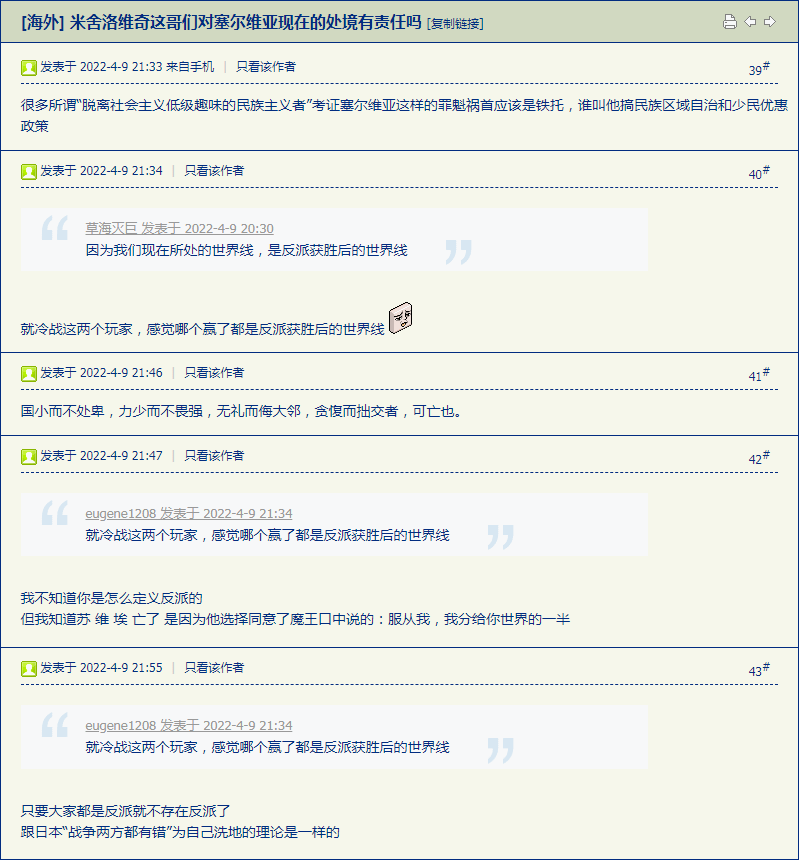 [海外] 米舍洛维奇这哥们对塞尔维亚现在的处境有责任吗 [复制链接]
发表于 2022-4-9 21:33 来自手机 | 只看该作者 39#
很多所谓“脱离社会主义低级趣味的民族主义者”考证塞尔维亚这样的罪魁祸首应该是铁托，谁叫他搞民族区域自治和少民优惠
政策
发表于 2022-4-9 21:34 | 只看该作者 40#
草海灭巨 发表于 2022-4-9 20:30
因为我们现在所处的世界线，是反派获胜后的世界线
就冷战这两个玩家，感觉哪个赢了都是反派获胜后的世界线
发表于 2022-4-9 21:46 | 只看该作者 41#
国小而不处卑，力少而不畏强，无礼而侮大邻，贪愎而拙交者，可亡也。
发表于 2022-4-9 21:47 | 只看该作者 42#
eugene1208 发表于 2022-4-9 21:34
就冷战这两个玩家，感觉哪个赢了都是反派获胜后的世界线
我不知道你是怎么定义反派的
但我知道苏 维 埃 亡了 是因为他选择同意了魔王口中说的：服从我，我分给你世界的一半
发表于 2022-4-9 21:55 | 只看该作者 43#
eugene1208 发表于 2022-4-9 21:34
就冷战这两个玩家，感觉哪个赢了都是反派获胜后的世界线
只要大家都是反派就不存在反派了
跟日本“战争两方都有错”为自己洗地的理论是一样的